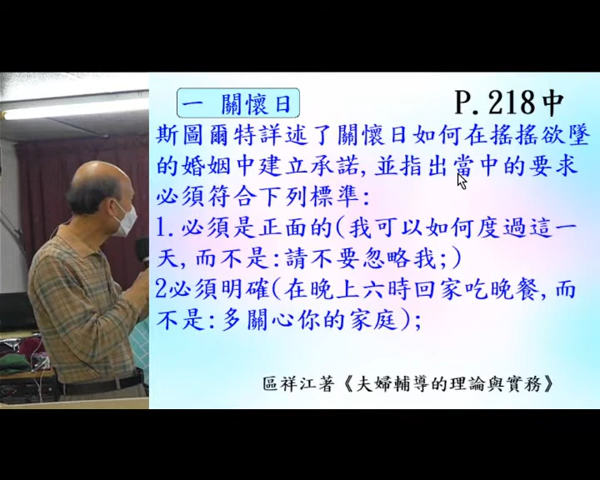 一 關懷日
P.218中
斯圖爾特詳述了關懷日如何在搖搖欲墜
的婚姻中建立承諾,並指出當中的要求
必須符合下列標準:
1.必須是正面的(我可以如何度過這一
天,而不是:請不要忽略我;)
2必須明確(在晚上六時回家吃晚餐,而
不是:多關心你的家庭);
區祥江著《夫婦輔導的理論與實務》